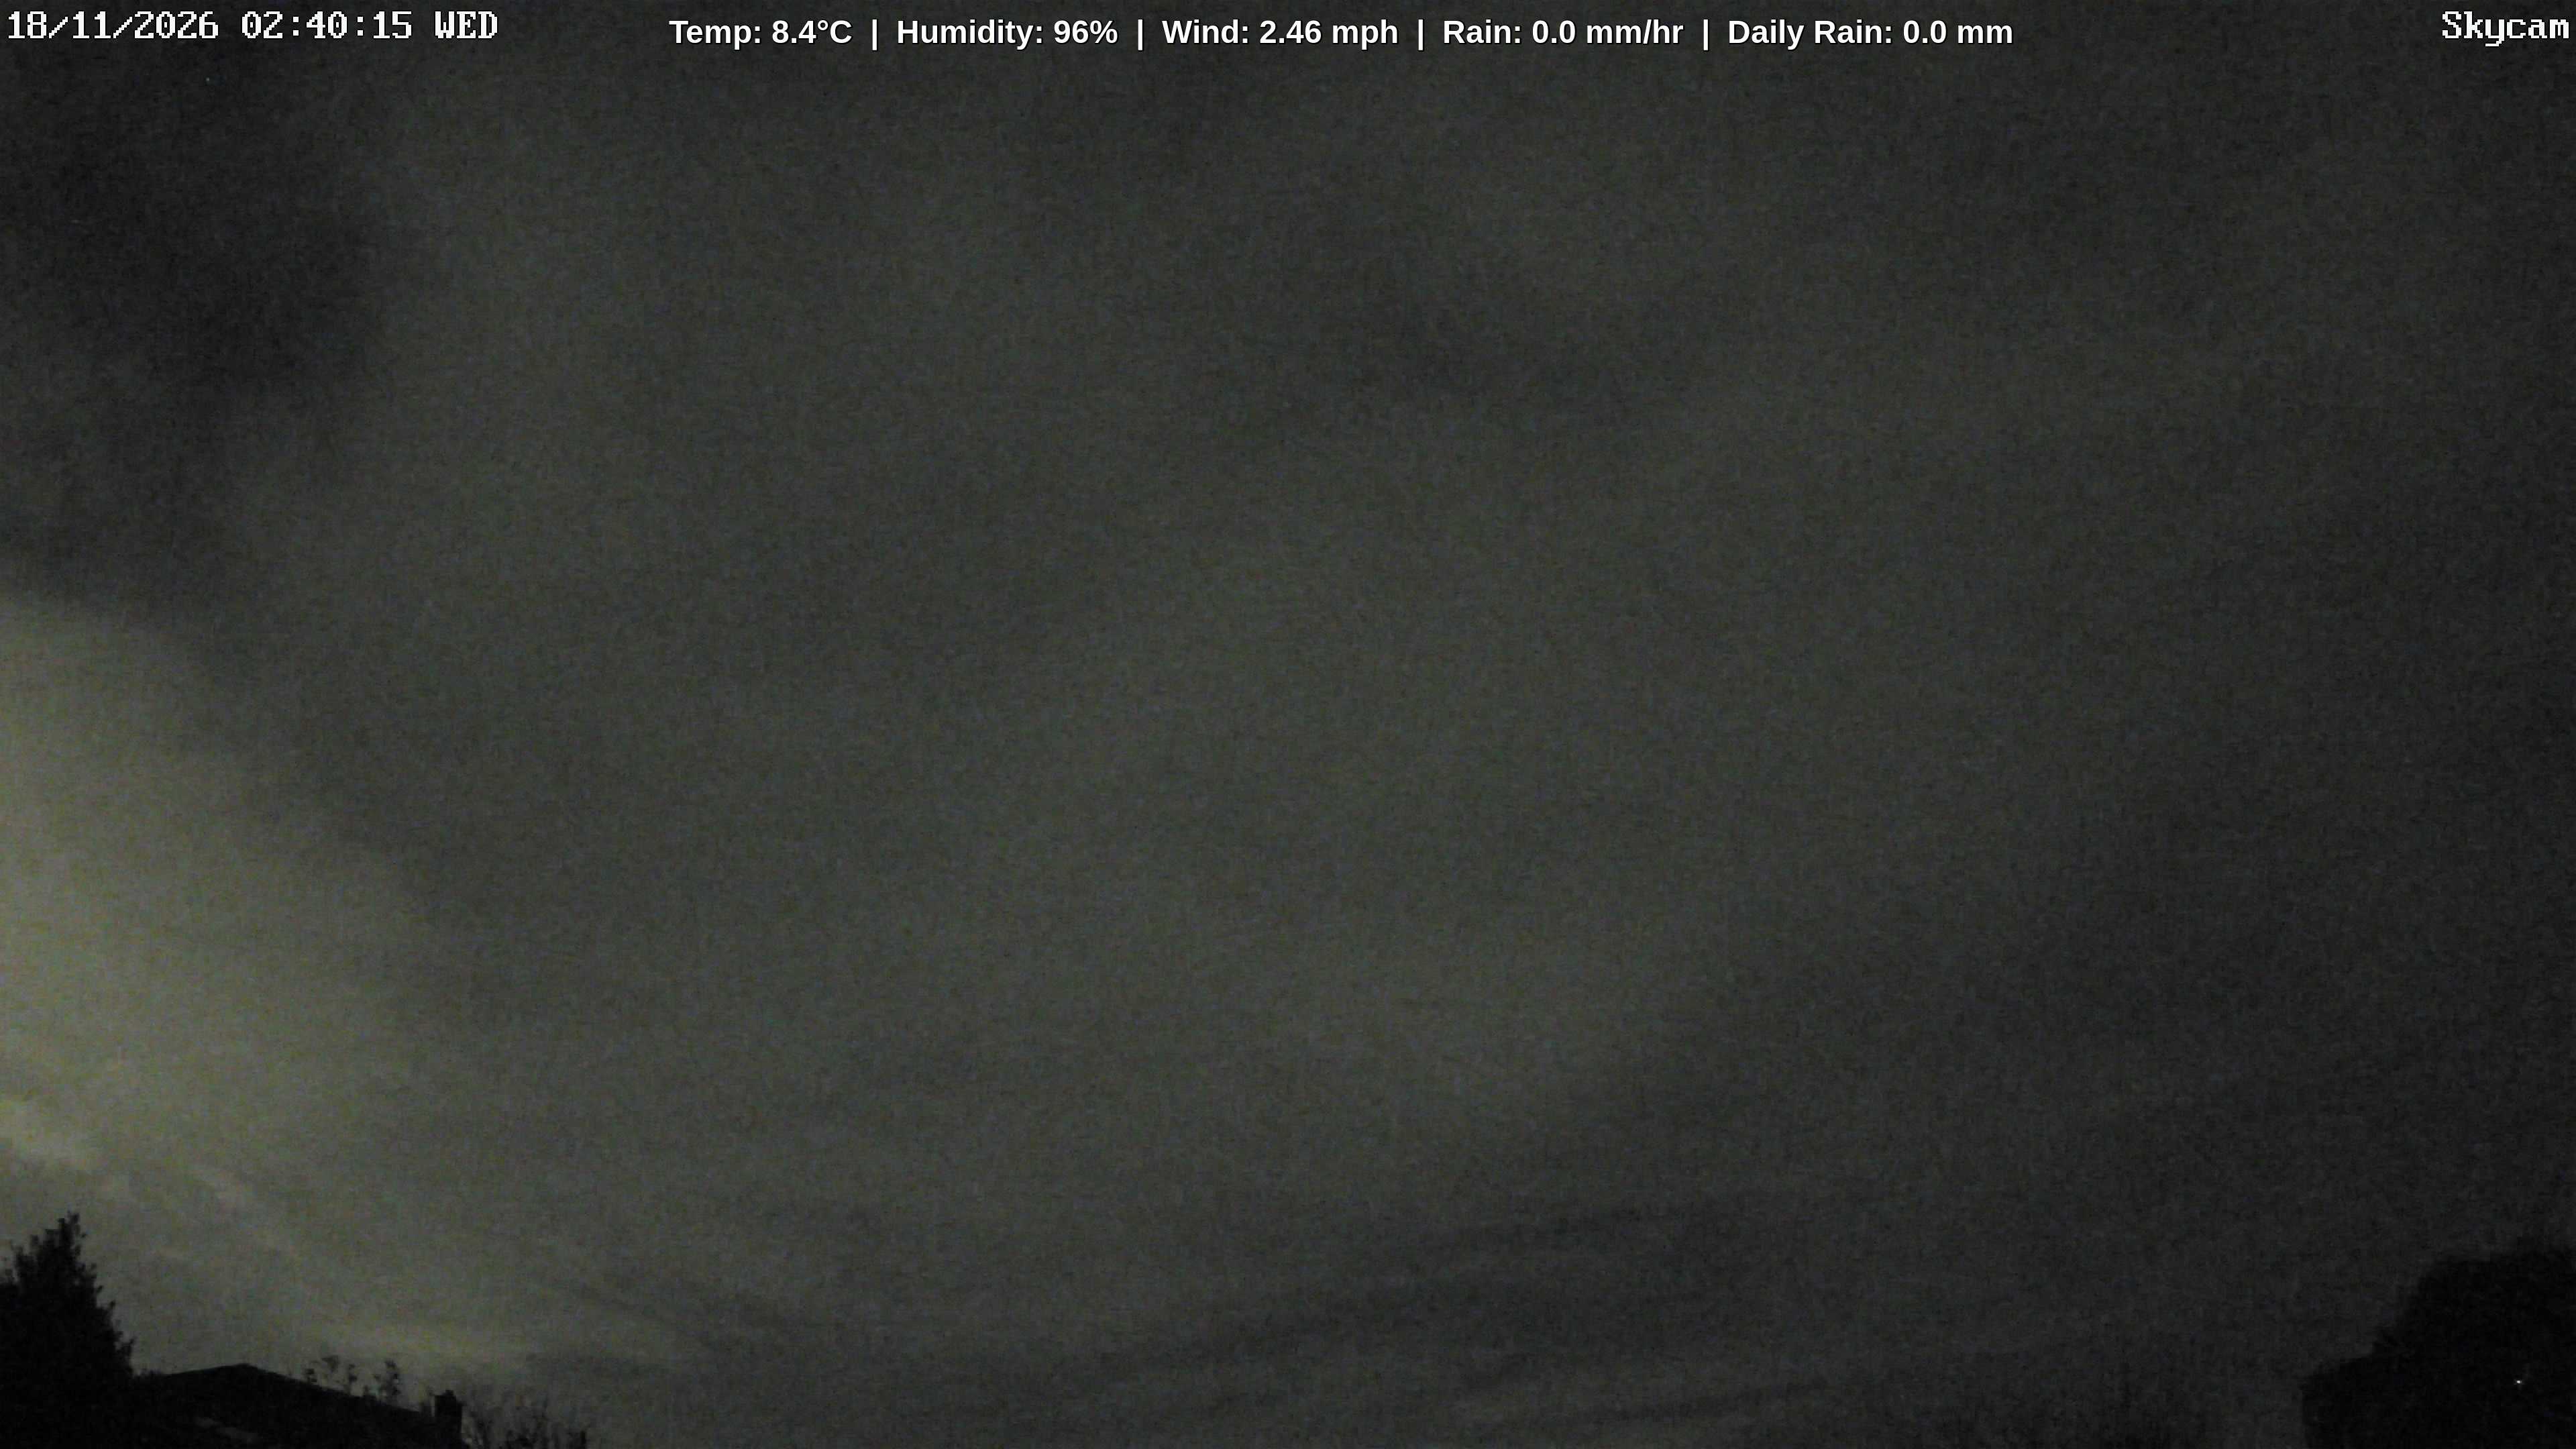 18/11/2026 02:40:15 WED
Temp: 8.4°C | Humidity: 96% | Wind: 2.46 mph | Rain: 0.0 mm/hr | Daily Rain: 0.0 mm
Skycam